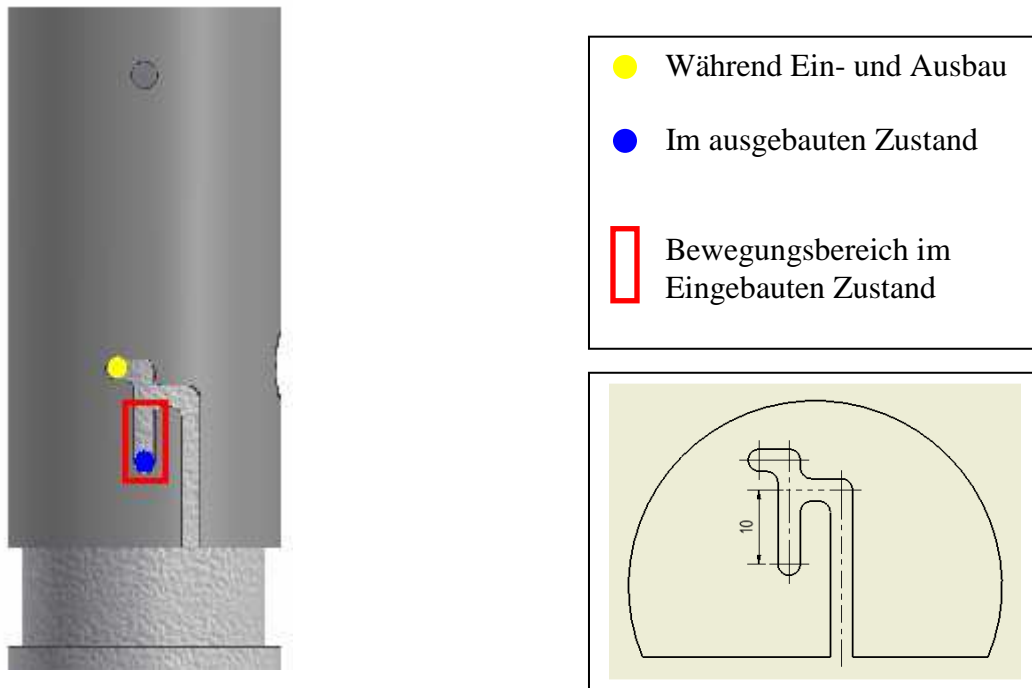 Während Ein- und Ausbau
Im ausgebauten Zustand
Bewegungsbereich im
Eingebauten Zustand
10